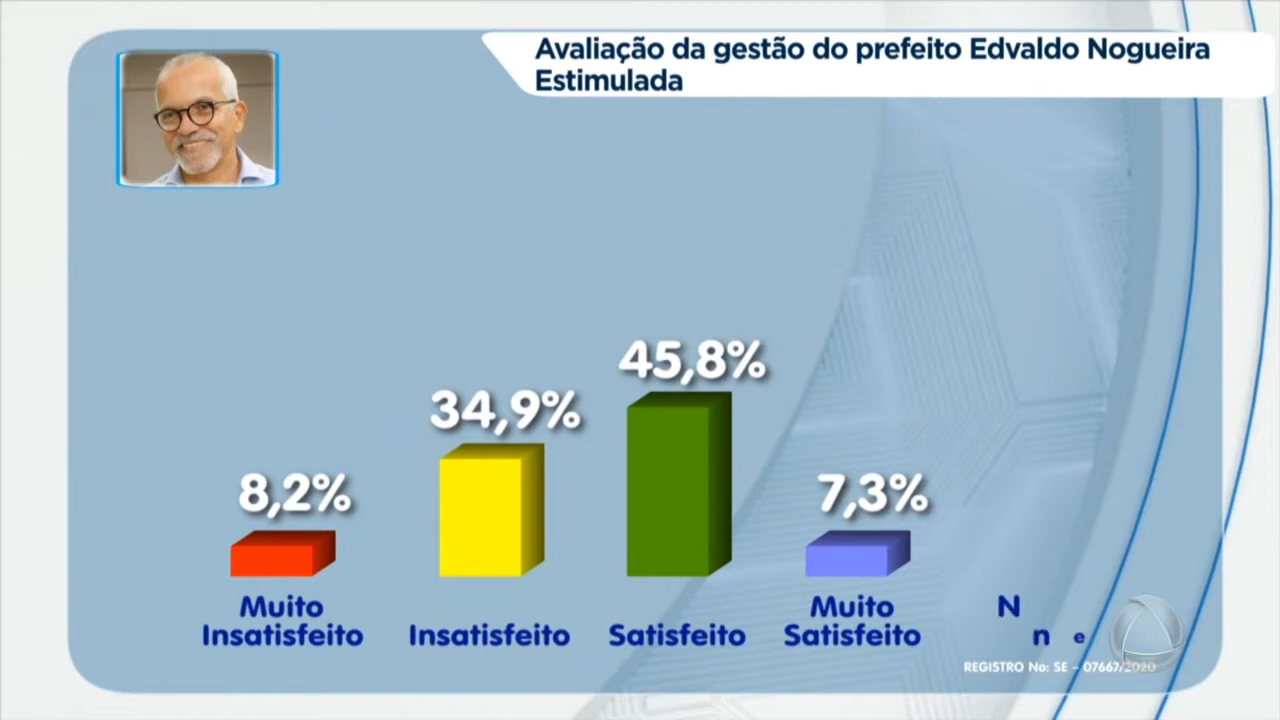 Avaliação da gestão do prefeito Edvaldo Nogueira
Estimulada
45,8%
34,9%
8,2%
7,3%
Muito
Insatisfeito
Insatisfeito
Satisfeito
Muito
Satisfeito
N
n e
REGISTRO No: SE – 07667/2020